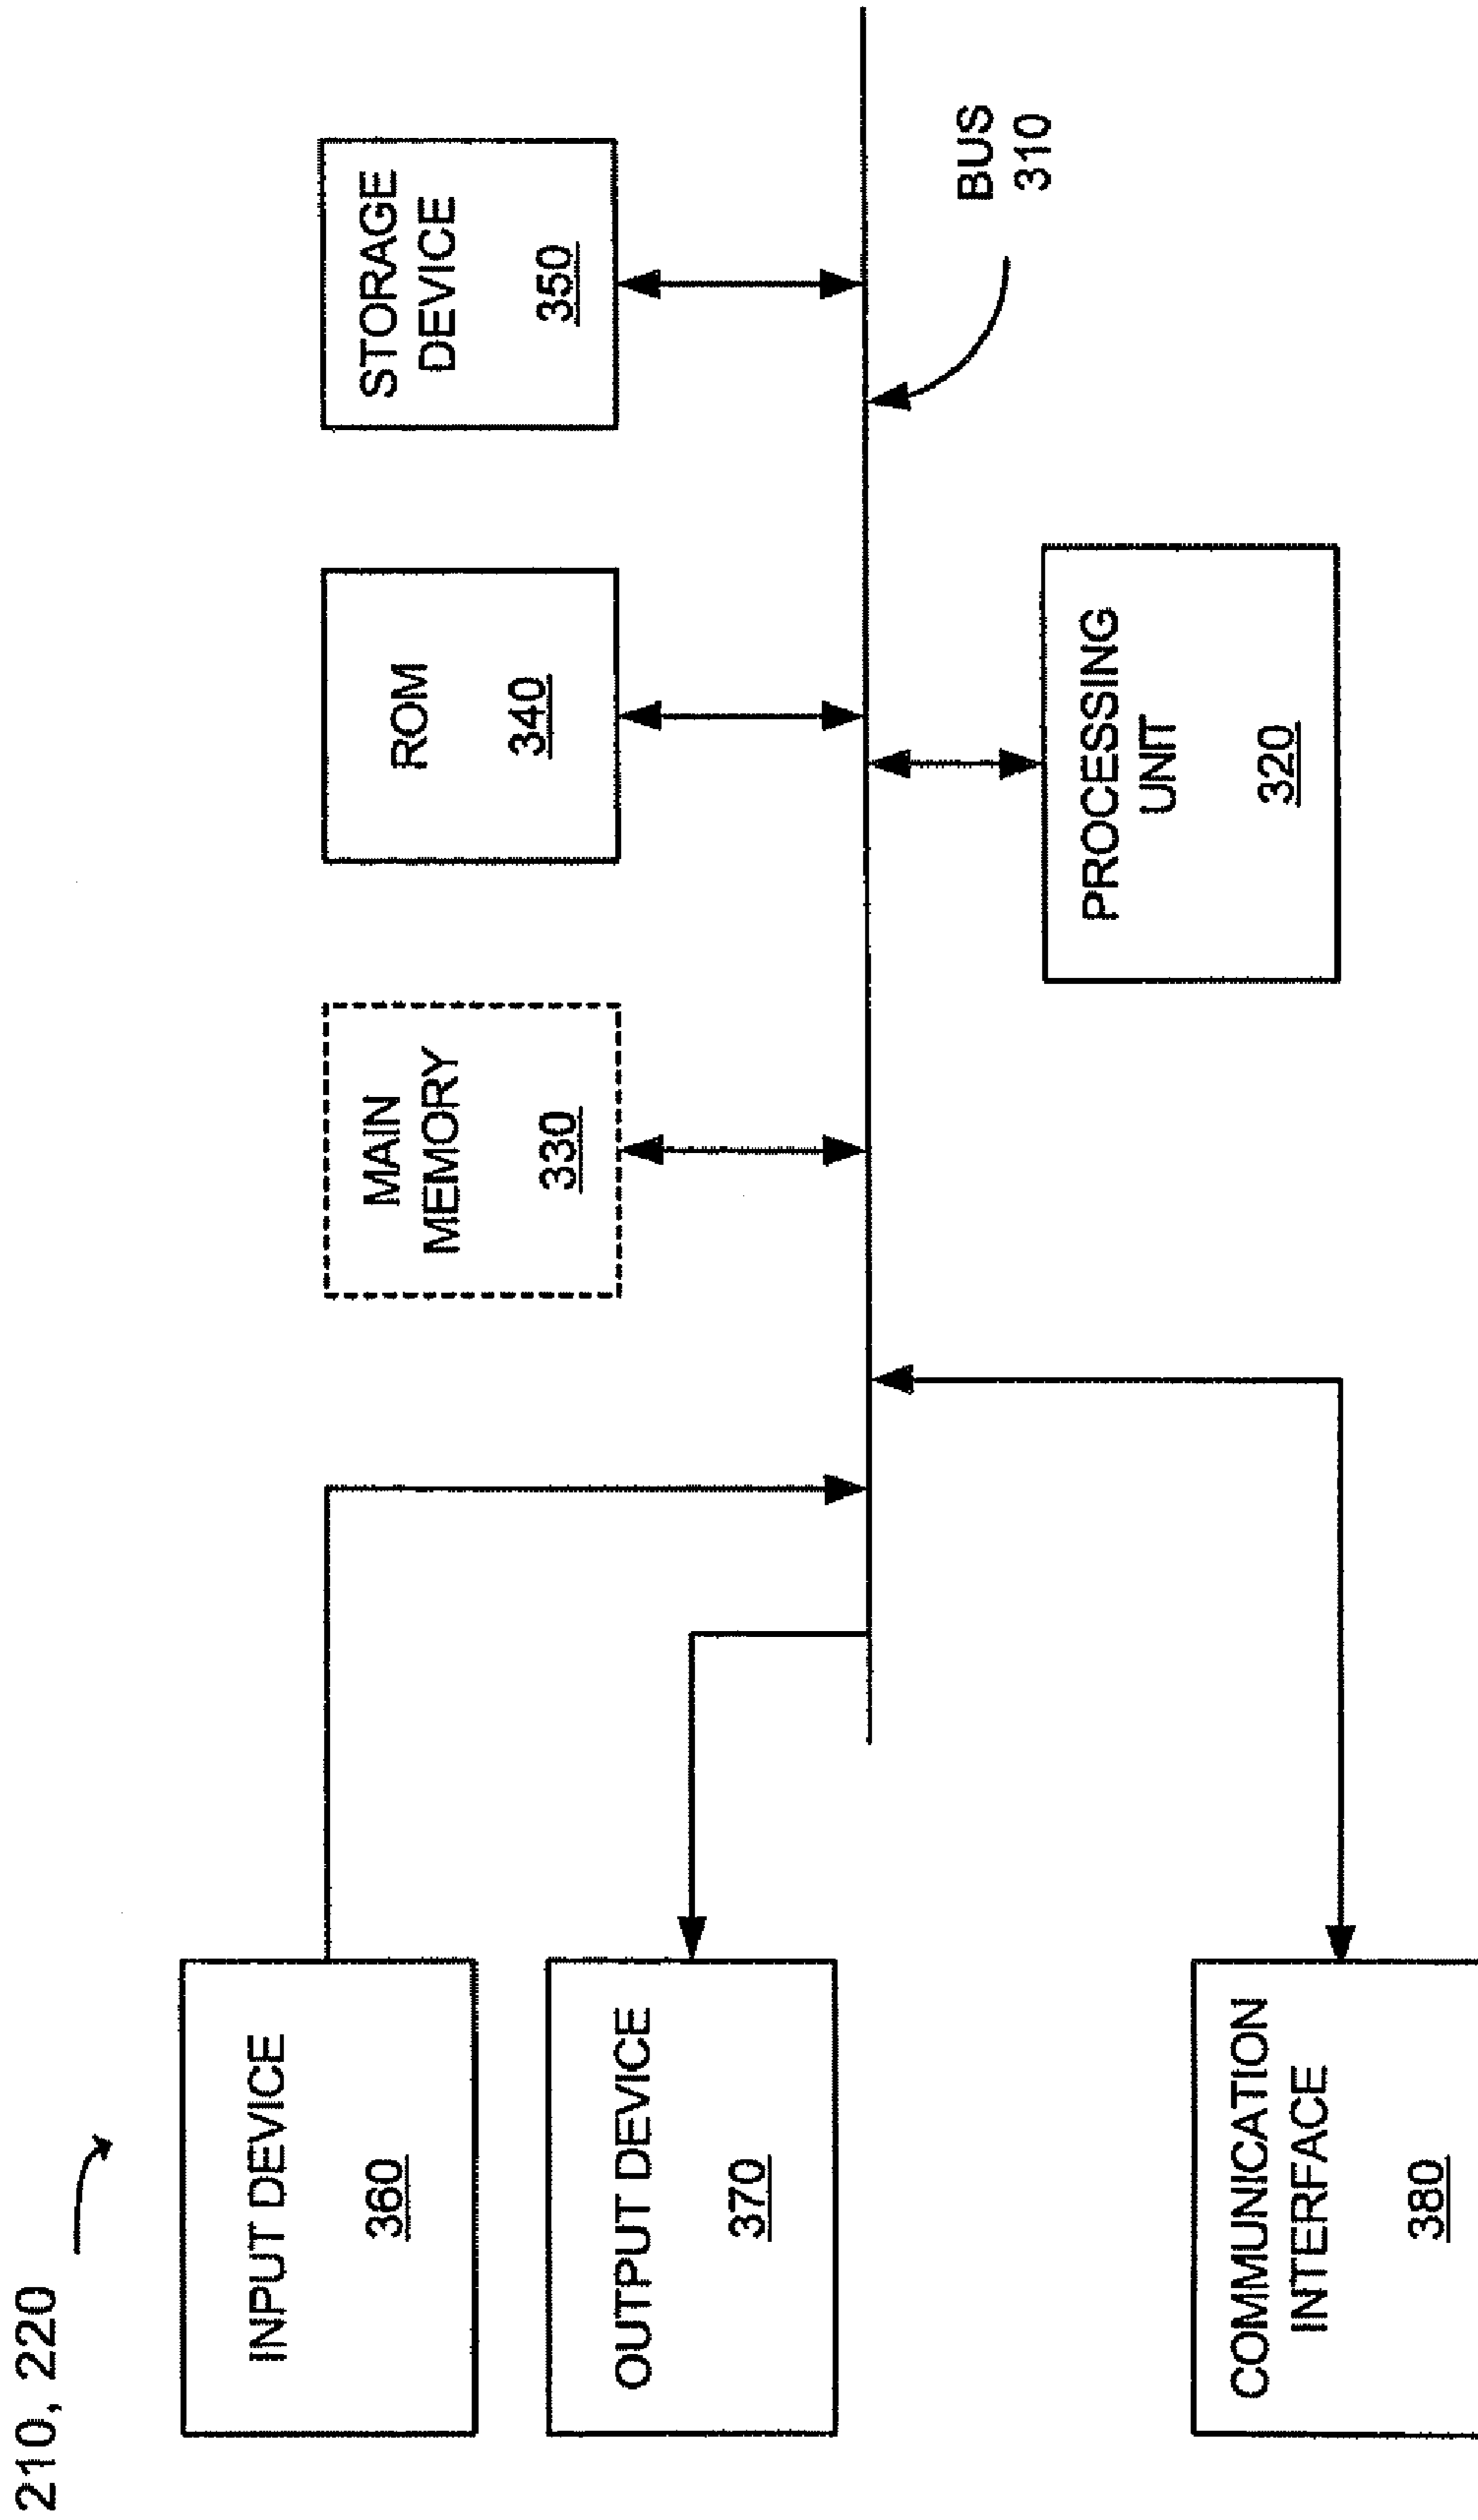 210, 220
INPUT DEVICE
360
OUTPUT DEVICE
370
COMMUNICATION
INTERFACE
380
MAIN
MEMORY
330
ROM
340
STORAGE
DEVICE
350
PROCESSING
UNIT
320
BUS
310